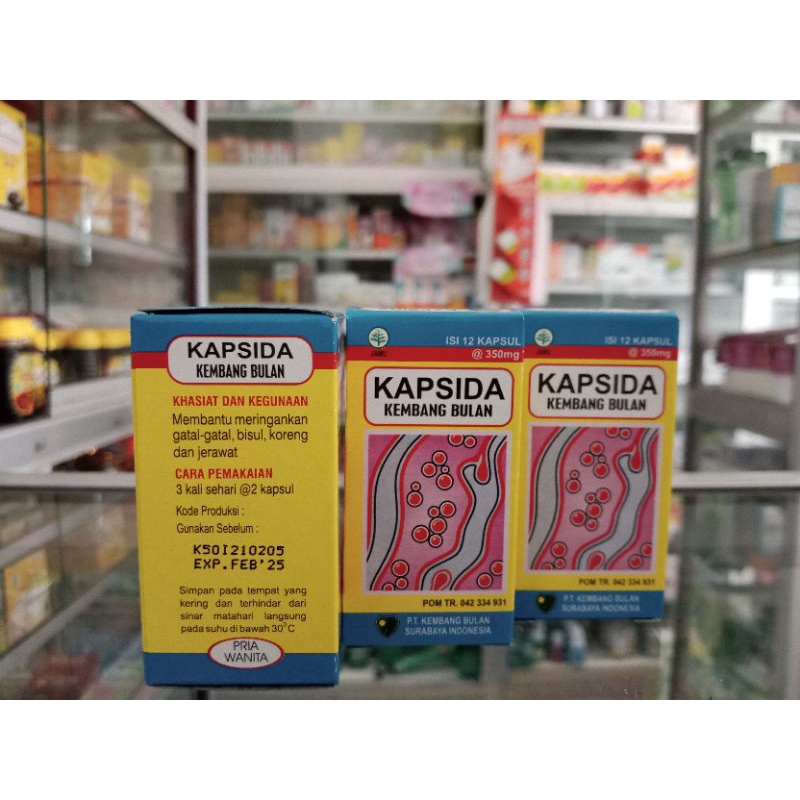 KAPSIDA
KEMBANG BULAN
KHASIAT DAN KEGUNAAN
Membantu meringankan
gatal-gatal, bisul, koreng
dan jerawat
CARA PEMAKAIAN
3 kali sehari @2 kapsul
Kode Produksi :
Gunakan Sebelum :
K50I210205
EXP.FEB'25
Simpan pada tempat yang
kering dan terhindar dari
sinar matahari langsung
pada suhu di bawah 30°C
PRIA
WANITA
JAMU
ISI 12 KAPSUL
@ 350mg
KAPSIDA
KEMBANG BULAN
POM TR. 042 334 931
P.T. KEMBANG BULAN
SURABAYA INDONESIA
JAMU
ISI 12 KAPSUL
@ 350mg
KAPSIDA
KEMBANG BULAN
POM TR. 042 334 931
P.T. KEMBANG BULAN
SURABAYA INDONESIA